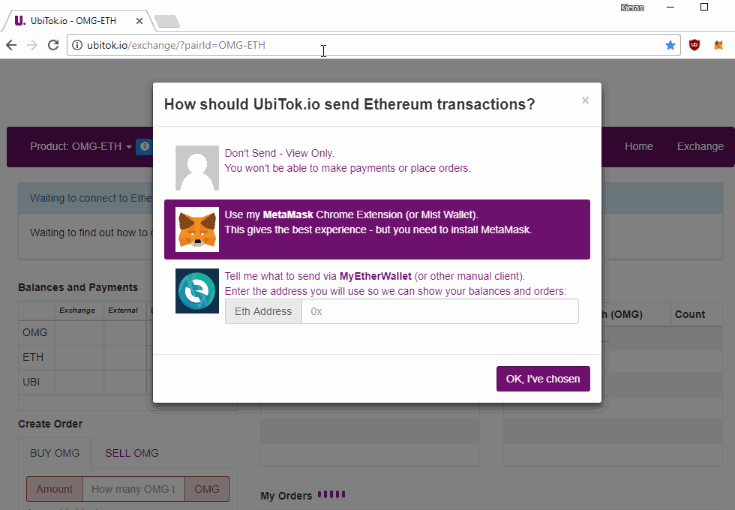 Kieran
UbiTok.io - OMG-ETH
ubitok.io/exchange/?pairId=OMG-ETH
How should UbiTok.io send Ethereum transactions?
Product: OMG-ETH
Home
Exchange
Don't Send - View Only.
You won't be able to make payments or place orders.
Waiting to connect to Ethe
Use my MetaMask Chrome Extension (or Mist Wallet).
This gives the best experience - but you need to install MetaMask.
Waiting to find out how to
Tell me what to send via MyEtherWallet (or other manual client).
Enter the address you will use so we can show your balances and orders:
Eth Address
0x
Balances and Payments
Exchange
External
OMG
ETH
UBI
(OMG)
Count
OK, I've chosen
Create Order
BUY OMG
SELL OMG
Amount
How many OMG t
OMG
My Orders